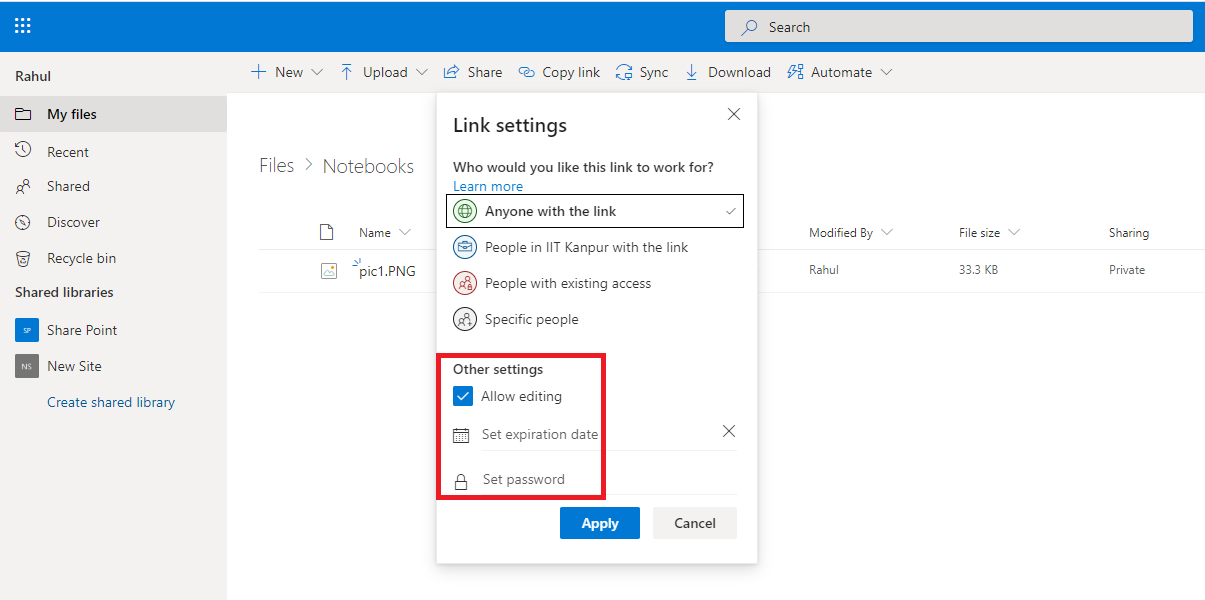 Search
Rahul
New Upload Share Copy link Sync Download Automate
My files
Recent
Shared
Discover
Recycle bin
Shared libraries
SP Share Point
NS New Site
Create shared library
Files > Notebooks
Name Modified By File size Sharing
pic1.PNG Rahul 33.3 KB Private
Link settings
Who would you like this link to work for?
Learn more
Anyone with the link
People in IIT Kanpur with the link
People with existing access
Specific people
Other settings
Allow editing
Set expiration date
Set password
Apply Cancel